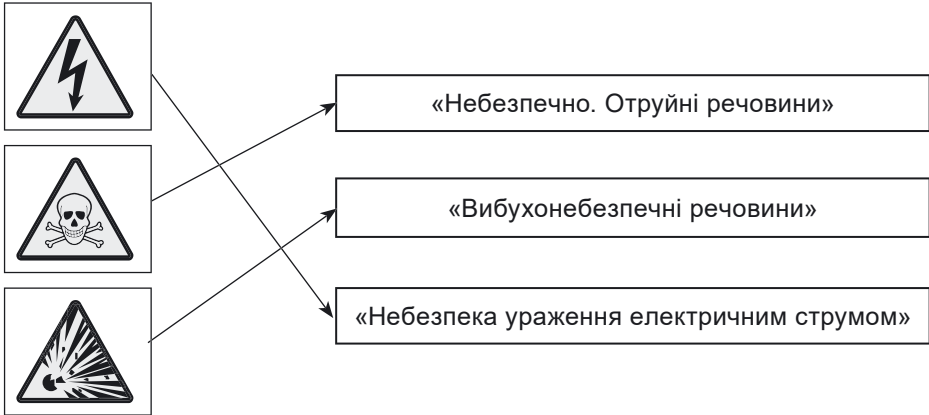 «Небезпечно. Отруйні речовини»
«Вибухонебезпечні речовини»
«Небезпека ураження електричним струмом»